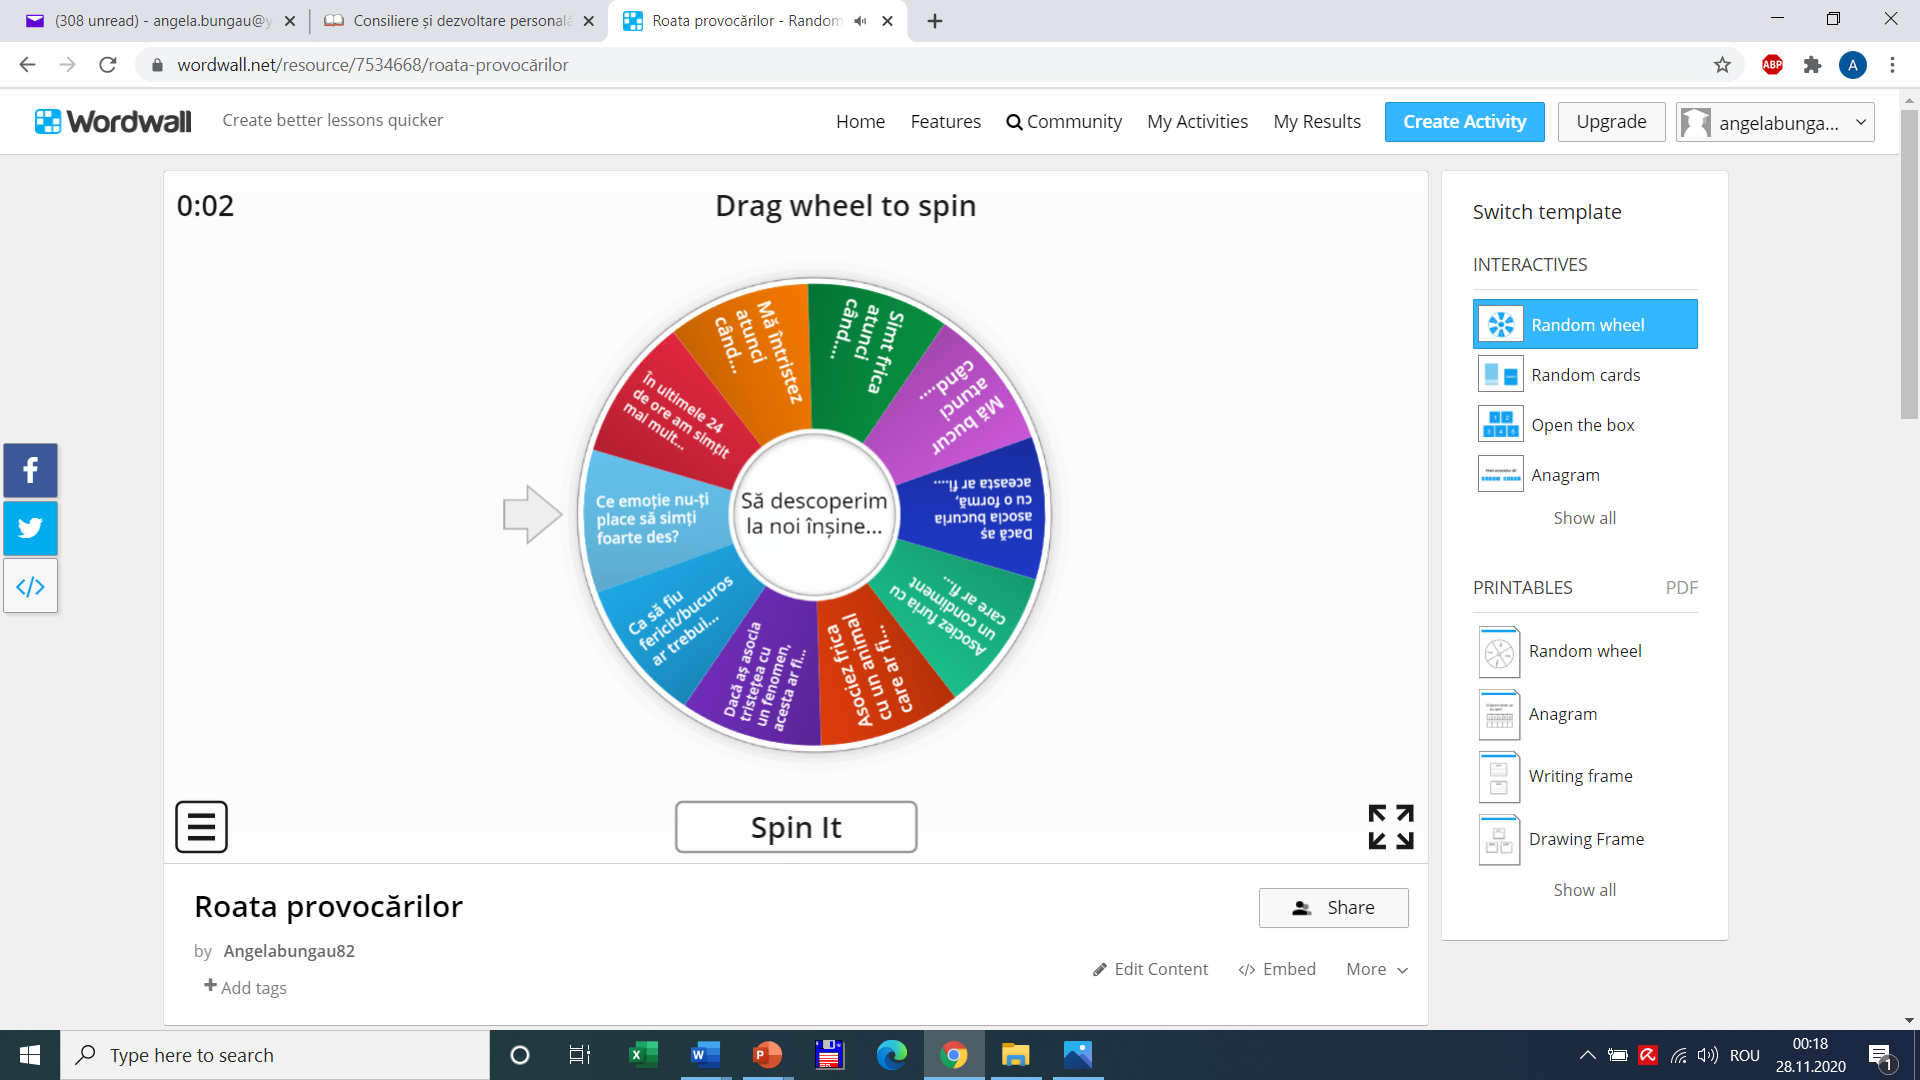 (308 unread) - angela.bungau@y
Consiliere și dezvoltare personală
Roata provocărilor - Random
wordwall.net/resource/7534668/roata-provocărilor
ABP
A
Wordwall
Create better lessons quicker
Home
Features
Community
My Activities
My Results
Create Activity
Upgrade
angelabunga...
0:02
Drag wheel to spin
Mă întristez
atunci
când...
Simt frica
atunci
când....
Mă bucur
atunci
când....
Dacă aș
asocia bucuria
cu o formă,
aceasta ar fi....
Asociez furia cu
un condiment
care ar fi...
Asociez frica
cu un animal
care ar fi...
Dacă aș asocia
tristețea cu
un fenomen,
acesta ar fi...
Ca să fiu
fericit/bucuros
ar trebui...
Ce emoție nu-ți
place să simți
foarte des?
În ultimele 24
de ore am simțit
mai mult...
Să descoperim
la noi înșine...
Spin It
Switch template
INTERACTIVES
Random wheel
Random cards
Open the box
Anagram
Show all
PRINTABLES
PDF
Random wheel
Anagram
Writing frame
Drawing Frame
Show all
Roata provocărilor
Share
by Angelabungau82
Add tags
Edit Content
Embed
More
Type here to search
ROU
00:18
28.11.2020
1